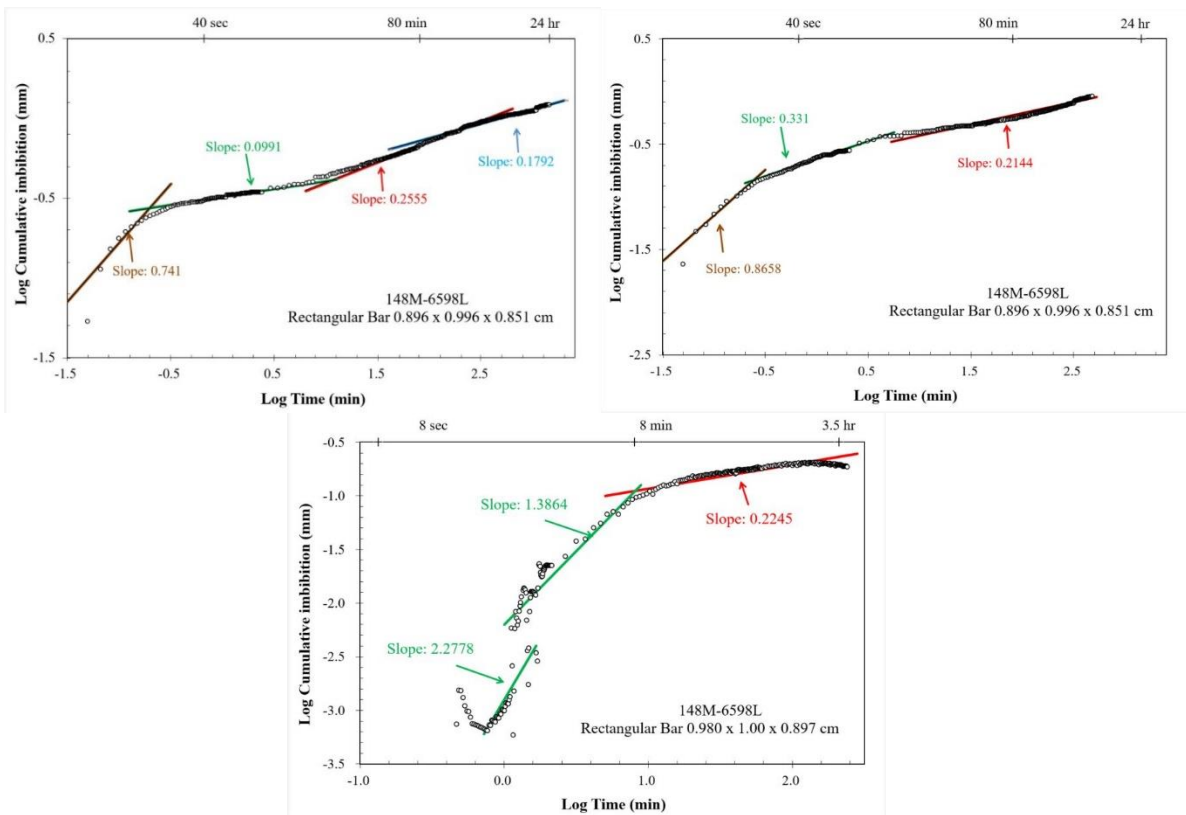 40 sec 80 min 24 hr
0.5
-0.5
-1.5
Log Cumulative imbibition (mm)
Slope: 0.0991
Slope: 0.1792
Slope: 0.2555
Slope: 0.741
148M-6598L
Rectangular Bar 0.896 x 0.996 x 0.851 cm
-1.5 -0.5 0.5 1.5 2.5 3.5
Log Time (min)
40 sec 80 min 24 hr
0.5
-0.5
-1.5
-2.5
Log Cumulative imbibition (mm)
Slope: 0.331
Slope: 0.2144
Slope: 0.8658
148M-6598L
Rectangular Bar 0.896 x 0.996 x 0.851 cm
-1.5 -0.5 0.5 1.5 2.5 3.5
Log Time (min)
8 sec 8 min 3.5 hr
-0.5
-1.0
-1.5
-2.0
-2.5
-3.0
-3.5
Log Cumulative imbibition (mm)
Slope: 1.3864
Slope: 0.2245
Slope: 2.2778
148M-6598L
Rectangular Bar 0.980 x 1.00 x 0.897 cm
-1.0 0.0 1.0 2.0
Log Time (min)